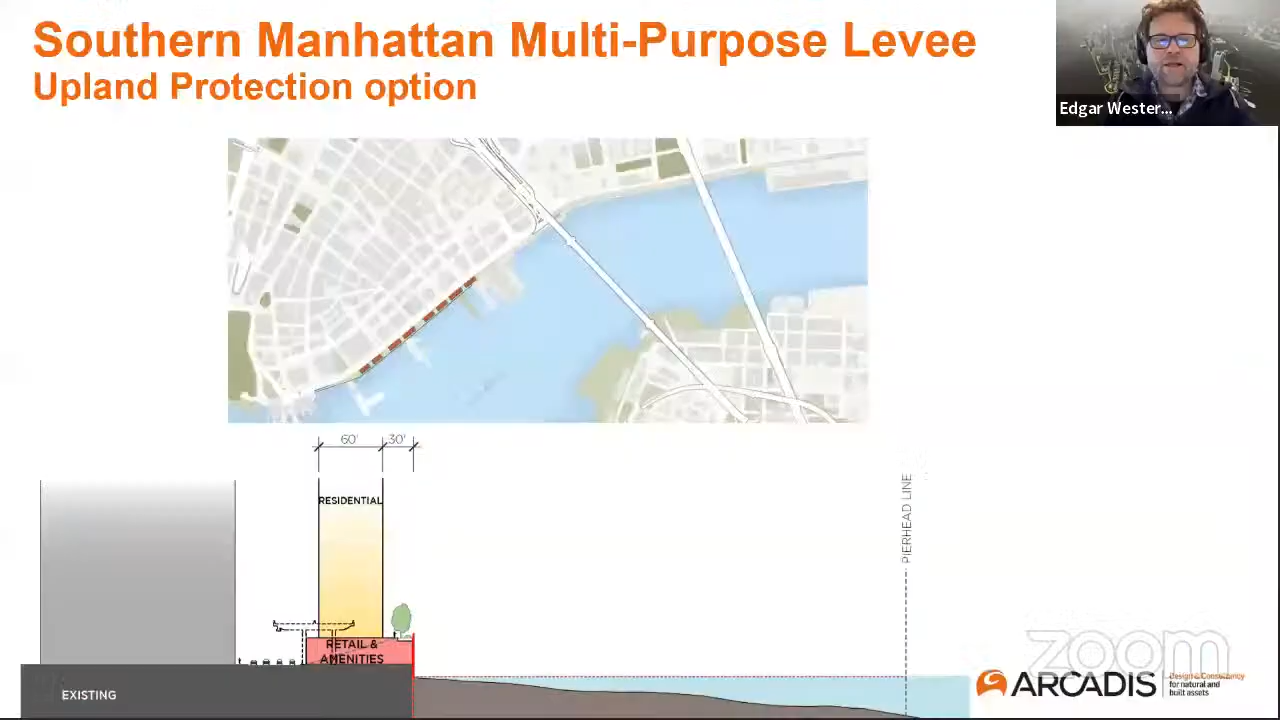 Southern Manhattan Multi-Purpose Levee
Upland Protection option
Edgar Wester...
60'
30'
RESIDENTIAL
PIERHEAD LINE
RETAIL &
AMENITIES
EXISTING
zoom
ARCADIS
Design & Consultancy
for natural and
built assets